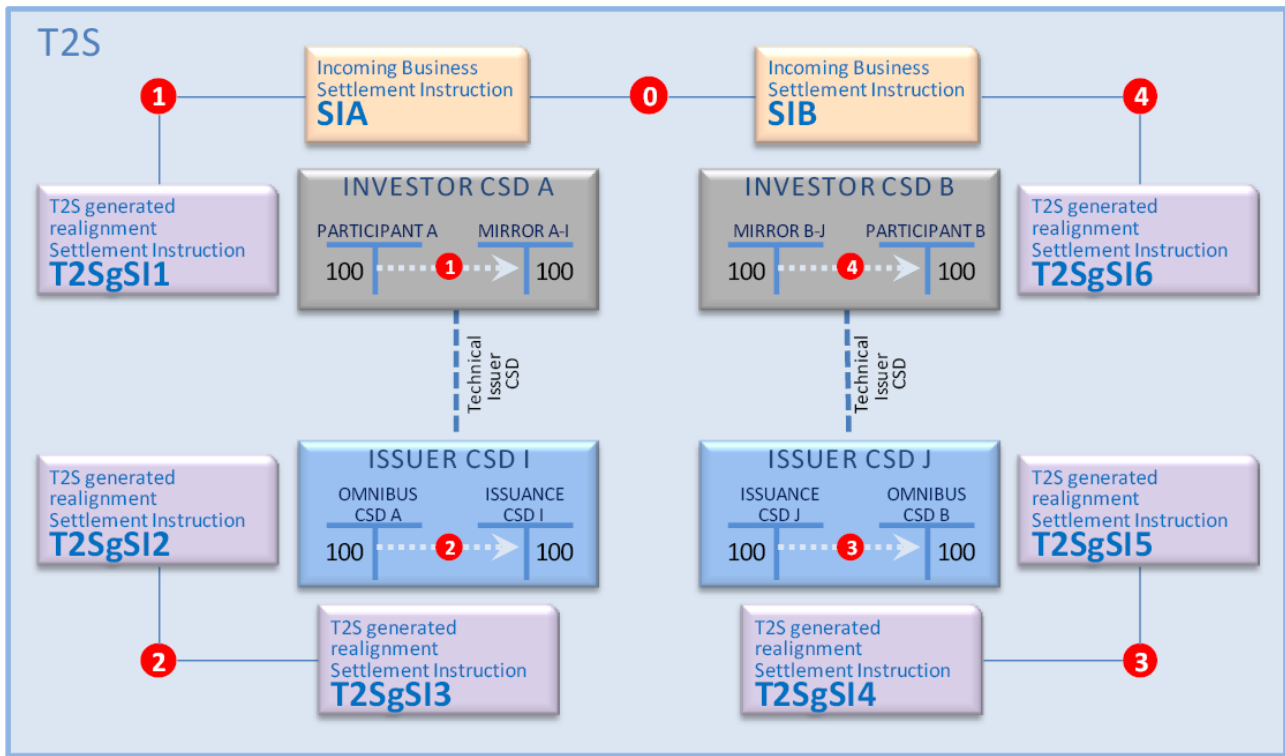 T2S
Incoming Business
Settlement Instruction
SIA
Incoming Business
Settlement Instruction
SIB
1
0
4
T2S generated
realignment
Settlement Instruction
T2SgSI1
INVESTOR CSD A
PARTICIPANT A
MIRROR A-I
100
1
100
INVESTOR CSD B
MIRROR B-J
PARTICIPANT B
100
4
100
T2S generated
realignment
Settlement Instruction
T2SgSI6
Technical
Issuer
CSD
Technical
Issuer
CSD
T2S generated
realignment
Settlement Instruction
T2SgSI2
ISSUER CSD I
OMNIBUS
CSD A
ISSUANCE
CSD I
100
2
100
ISSUER CSD J
ISSUANCE
CSD J
OMNIBUS
CSD B
100
3
100
T2S generated
realignment
Settlement Instruction
T2SgSI5
2
T2S generated
realignment
Settlement Instruction
T2SgSI3
T2S generated
realignment
Settlement Instruction
T2SgSI4
3